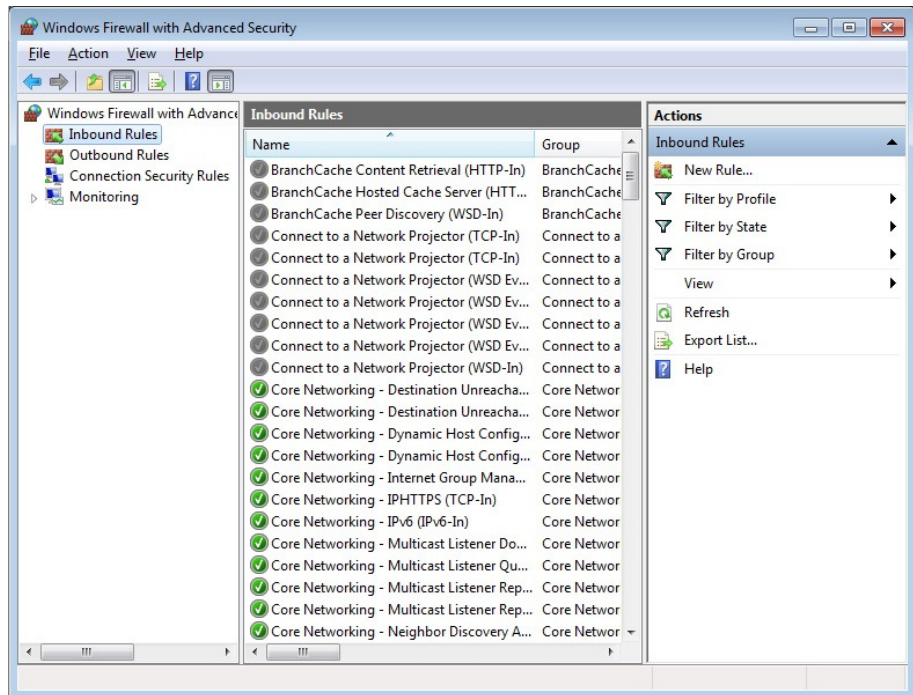 Windows Firewall with Advanced Security
File Action View Help
Windows Firewall with Advance
Inbound Rules
Outbound Rules
Connection Security Rules
Monitoring
Inbound Rules
Name Group
BranchCache Content Retrieval (HTTP-In) BranchCache
BranchCache Hosted Cache Server (HTT... BranchCache
BranchCache Peer Discovery (WSD-In) BranchCache
Connect to a Network Projector (TCP-In) Connect to a
Connect to a Network Projector (TCP-In) Connect to a
Connect to a Network Projector (WSD Ev... Connect to a
Connect to a Network Projector (WSD Ev... Connect to a
Connect to a Network Projector (WSD Ev... Connect to a
Connect to a Network Projector (WSD Ev... Connect to a
Connect to a Network Projector (WSD-In) Connect to a
Core Networking - Destination Unreacha... Core Networ
Core Networking - Destination Unreacha... Core Networ
Core Networking - Dynamic Host Config... Core Networ
Core Networking - Dynamic Host Config... Core Networ
Core Networking - Internet Group Mana... Core Networ
Core Networking - IPHTTPS (TCP-In) Core Networ
Core Networking - IPv6 (IPv6-In) Core Networ
Core Networking - Multicast Listener Do... Core Networ
Core Networking - Multicast Listener Qu... Core Networ
Core Networking - Multicast Listener Rep... Core Networ
Core Networking - Multicast Listener Rep... Core Networ
Core Networking - Neighbor Discovery A... Core Networ
Actions
Inbound Rules
New Rule...
Filter by Profile
Filter by State
Filter by Group
View
Refresh
Export List...
Help